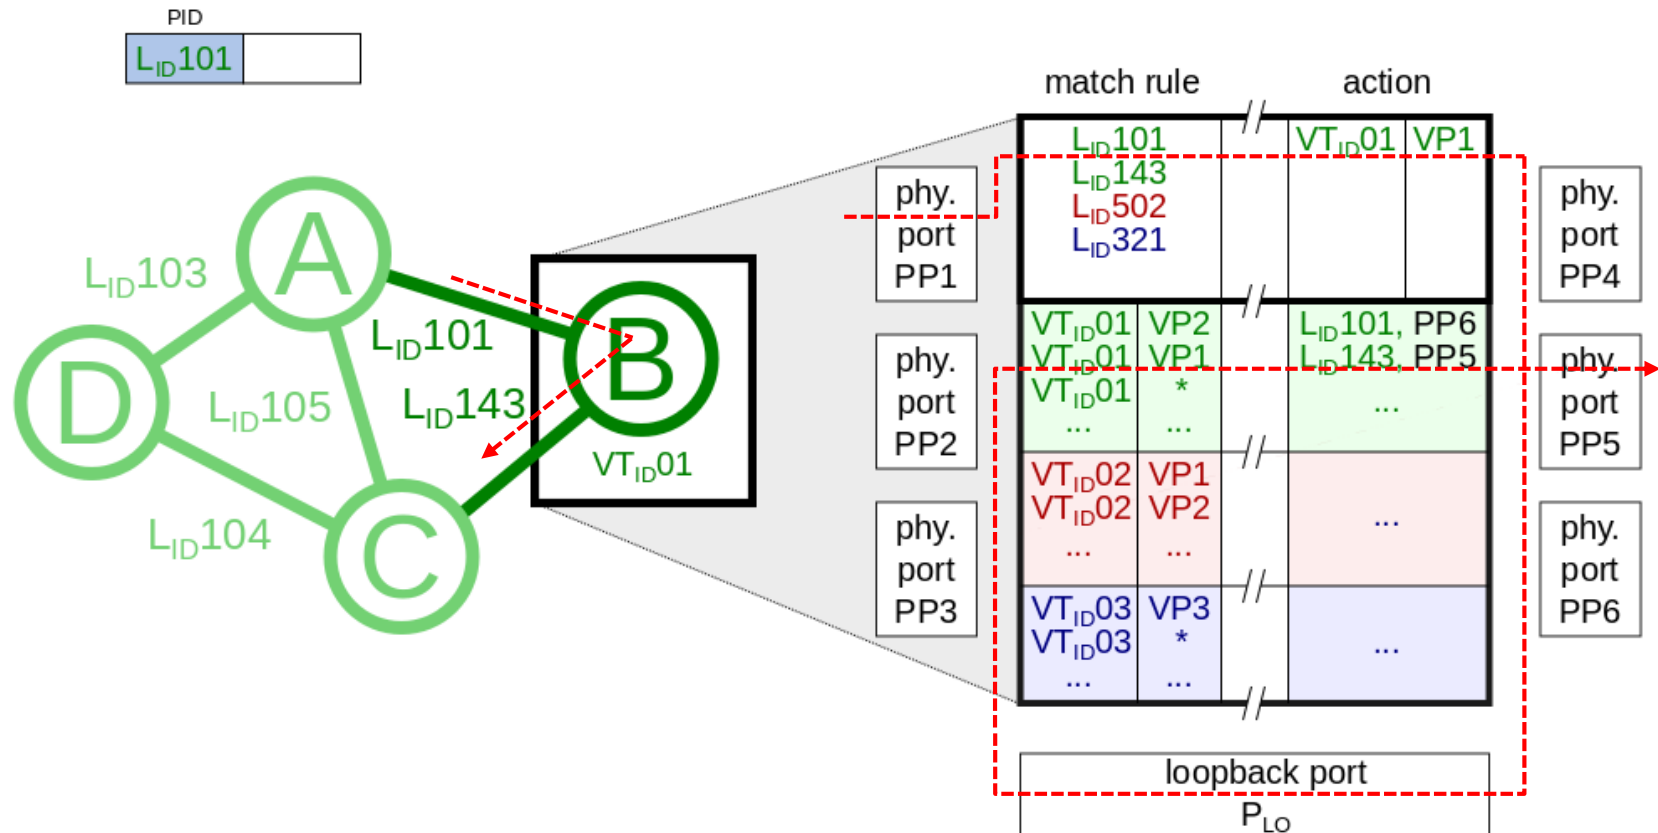 PID
LID101
match rule action
LID101 VTID01 VP1
LID143
LID502
LID321
phy.
port
PP1
phy.
port
PP4
A
LID103
LID101
B
D
LID105
LID143
VTID01
C
LID104
VTID01 VP2 LID101, PP6
VTID01 VP1 LID143, PP5
VTID01 * ...
... ...
phy.
port
PP2
phy.
port
PP5
VTID02 VP1
VTID02 VP2 ...
... ...
phy.
port
PP3
phy.
port
PP6
VTID03 VP3
VTID03 * ...
... ...
loopback port
PLO